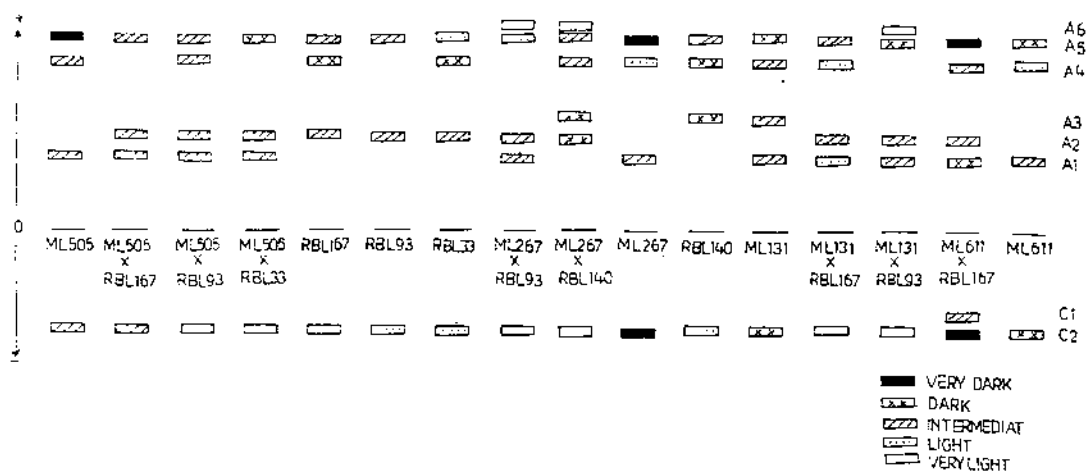 +
A6
A5
A4
A3
A2
A1
0
ML505 ML505 ML505 ML505 RBL167 RBL93 RBL33 ML267 ML267 ML267 RBL140 ML131 ML131 ML131 ML611 ML611
x x x x x x x x
RBL167 RBL93 RBL33 RBL93 RBL140 RBL167 RBL93 RBL167
C1
C2
VERY DARK
DARK
INTERMEDIAT
LIGHT
VERY LIGHT